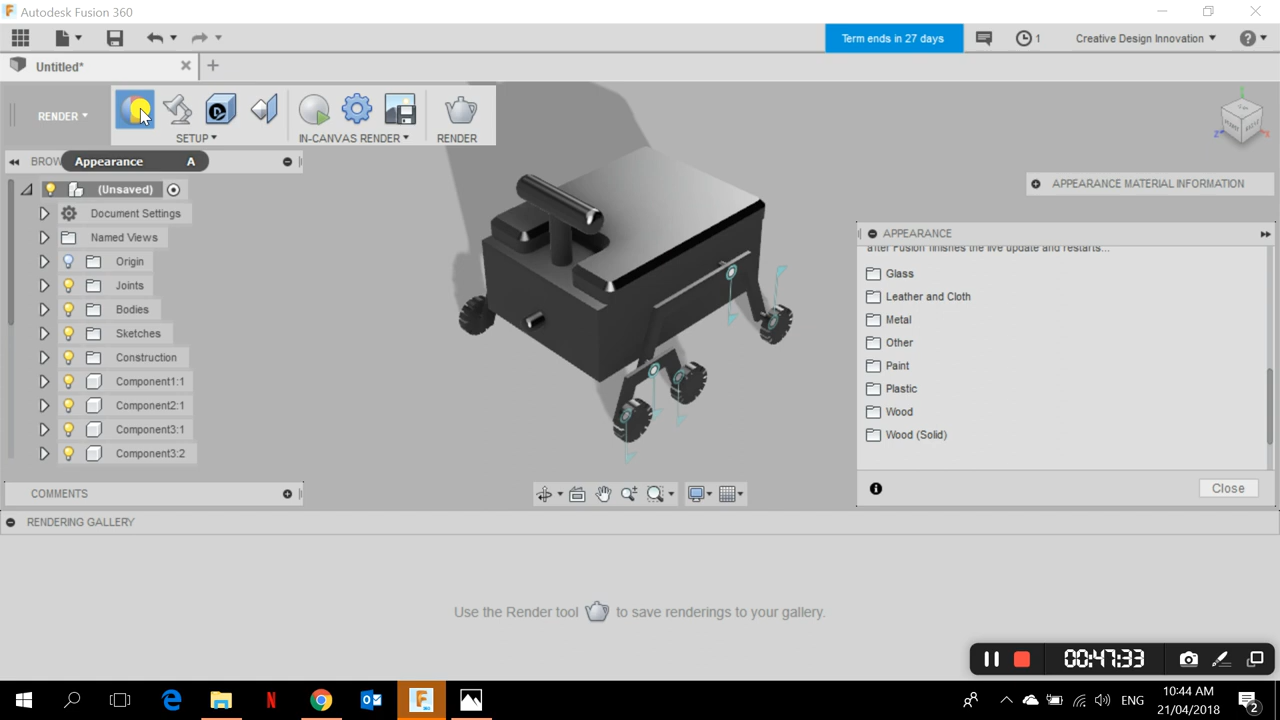 Autodesk Fusion 360
Term ends in 27 days
1
Creative Design Innovation
Untitled*
RENDER
SETUP
IN-CANVAS RENDER
RENDER
BROW
Appearance A
(Unsaved)
Document Settings
Named Views
Origin
Joints
Bodies
Sketches
Construction
Component1:1
Component2:1
Component3:1
Component3:2
COMMENTS
APPEARANCE MATERIAL INFORMATION
APPEARANCE
after Fusion finishes the live update and restarts...
Glass
Leather and Cloth
Metal
Other
Paint
Plastic
Wood
Wood (Solid)
Close
RENDERING GALLERY
Use the Render tool to save renderings to your gallery.
00:47:33
ENG
10:44 AM
21/04/2018
2